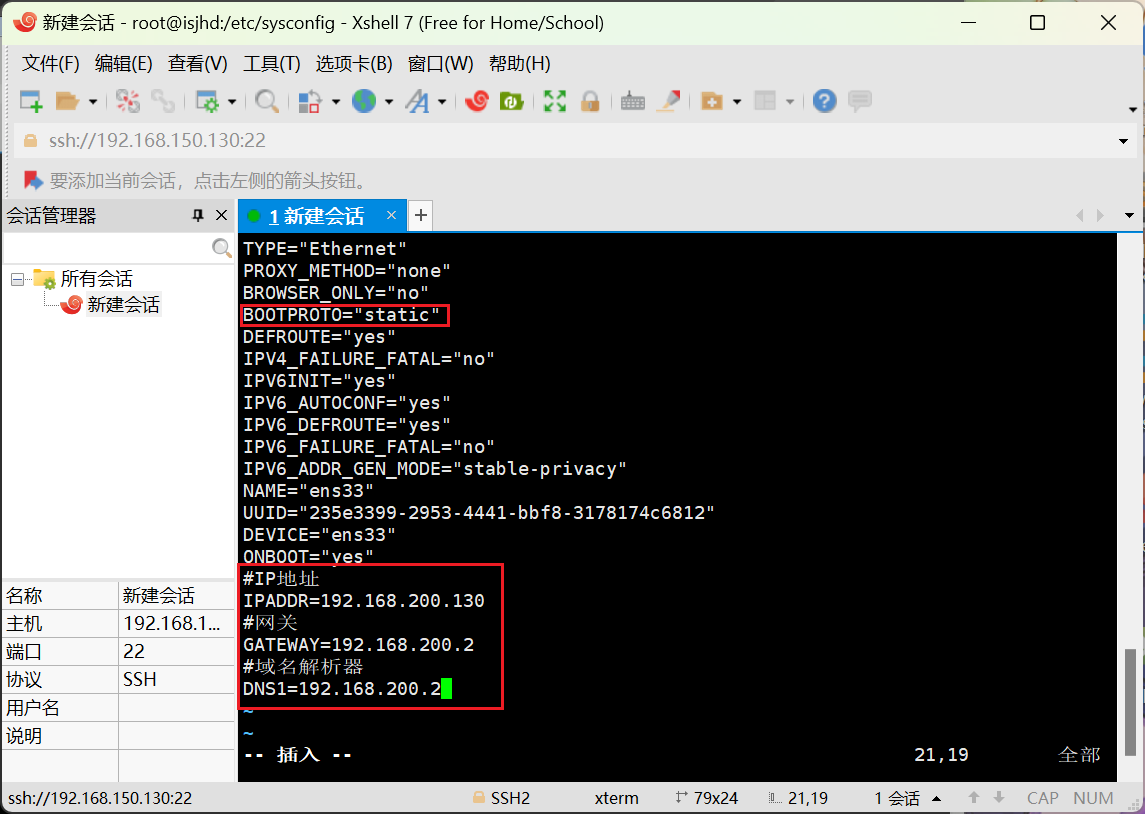 新建会话 - root@isjhd:/etc/sysconfig - Xshell 7 (Free for Home/School)
文件(F) 编辑(E) 查看(V) 工具(T) 选项卡(B) 窗口(W) 帮助(H)
ssh://192.168.150.130:22
要添加当前会话，点击左侧的箭头按钮。
会话管理器
1 新建会话
所有会话
新建会话
名称 新建会话
主机 192.168.1...
端口 22
协议 SSH
用户名
说明
TYPE="Ethernet"
PROXY_METHOD="none"
BROWSER_ONLY="no"
BOOTPROTO="static"
DEFROUTE="yes"
IPV4_FAILURE_FATAL="no"
IPV6INIT="yes"
IPV6_AUTOCONF="yes"
IPV6_DEFROUTE="yes"
IPV6_FAILURE_FATAL="no"
IPV6_ADDR_GEN_MODE="stable-privacy"
NAME="ens33"
UUID="235e3399-2953-4441-bbf8-3178174c6812"
DEVICE="ens33"
ONBOOT="yes"
#IP地址
IPADDR=192.168.200.130
#网关
GATEWAY=192.168.200.2
#域名解析器
DNS1=192.168.200.2
~
~
-- 插入 -- 21,19 全部
ssh://192.168.150.130:22 SSH2 xterm 79x24 21,19 1 会话 CAP NUM